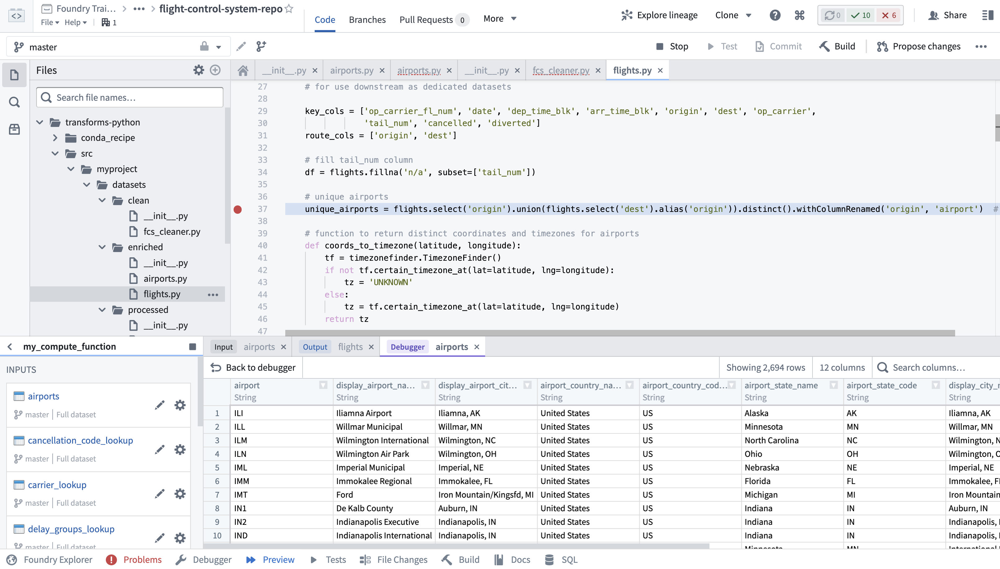 Foundry Trai… > ••• > flight-control-system-repo
File Help 1
Code Branches Pull Requests 0 More
Explore lineage Clone 0 10 6 Share
master
Stop Test Commit Build Propose changes
Files
Search file names…
transforms-python
conda_recipe
src
myproject
datasets
clean
__init__.py
fcs_cleaner.py
enriched
__init__.py
airports.py
flights.py
processed
__init__.py
__init__.py airports.py airports.py __init__.py fcs_cleaner.py flights.py
27 # for use downstream as dedicated datasets
28
29 key_cols = ['op_carrier_fl_num', 'date', 'dep_time_blk', 'arr_time_blk', 'origin', 'dest', 'op_carrier',
30 'tail_num', 'cancelled', 'diverted']
31 route_cols = ['origin', 'dest']
32
33 # fill tail_num column
34 df = flights.fillna('n/a', subset=['tail_num'])
35
36 # unique airports
37 unique_airports = flights.select('origin').union(flights.select('dest').alias('origin')).distinct().withColumnRenamed('origin', 'airport') #
38
39 # function to return distinct coordinates and timezones for airports
40 def coords_to_timezone(latitude, longitude):
41 tf = timezonefinder.TimezoneFinder()
42 if not tf.certain_timezone_at(lat=latitude, lng=longitude):
43 tz = 'UNKNOWN'
44 else:
45 tz = tf.certain_timezone_at(lat=latitude, lng=longitude)
46 return tz
47
my_compute_function
INPUTS
airports
master | Full dataset
cancellation_code_lookup
master | Full dataset
carrier_lookup
master | Full dataset
delay_groups_lookup
master | Full dataset
Input airports Output flights Debugger airports
Back to debugger Showing 2,694 rows 12 columns Search columns…
airport display_airport_na… display_airport_cit… airport_country_na… airport_country_cod… airport_state_name airport_state_code display_city_
String String String String String String String String
1 ILI Iliamna Airport Iliamna, AK United States US Alaska AK Iliamna, AK
2 ILL Willmar Municipal Willmar, MN United States US Minnesota MN Willmar, MN
3 ILM Wilmington International Wilmington, NC United States US North Carolina NC Wilmington, N
4 ILN Wilmington Air Park Wilmington, OH United States US Ohio OH Wilmington, O
5 IML Imperial Municipal Imperial, NE United States US Nebraska NE Imperial, NE
6 IMM Immokalee Regional Immokalee, FL United States US Florida FL Immokalee, F
7 IMT Ford Iron Mountain/Kingsfd, MI United States US Michigan MI Iron Mountain
8 IN1 De Kalb County Auburn, IN United States US Indiana IN Auburn, IN
9 IN2 Indianapolis Executive Indianapolis, IN United States US Indiana IN Indianapolis,
10 IND Indianapolis International Indianapolis, IN United States US Indiana IN Indianapolis,
Foundry Explorer Problems Debugger Preview Tests File Changes Build Docs SQL